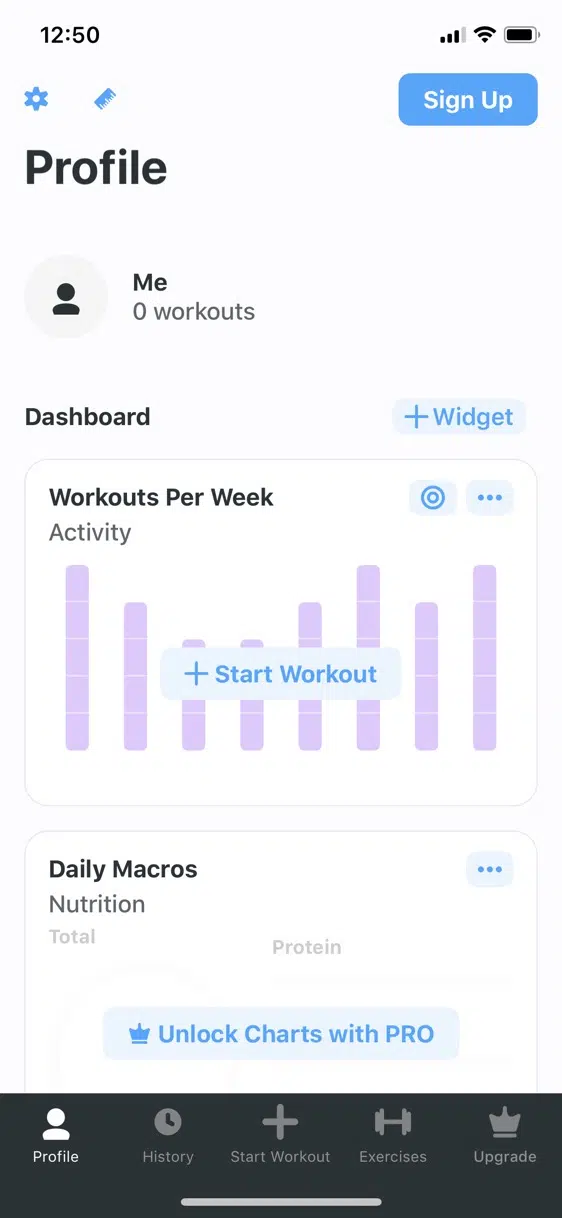 12:50
Sign Up
Profile
Me
0 workouts
Dashboard
Widget
Workouts Per Week
Activity
Start Workout
Daily Macros
Nutrition
Total
Protein
Unlock Charts with PRO
Profile
History
Start Workout
Exercises
Upgrade